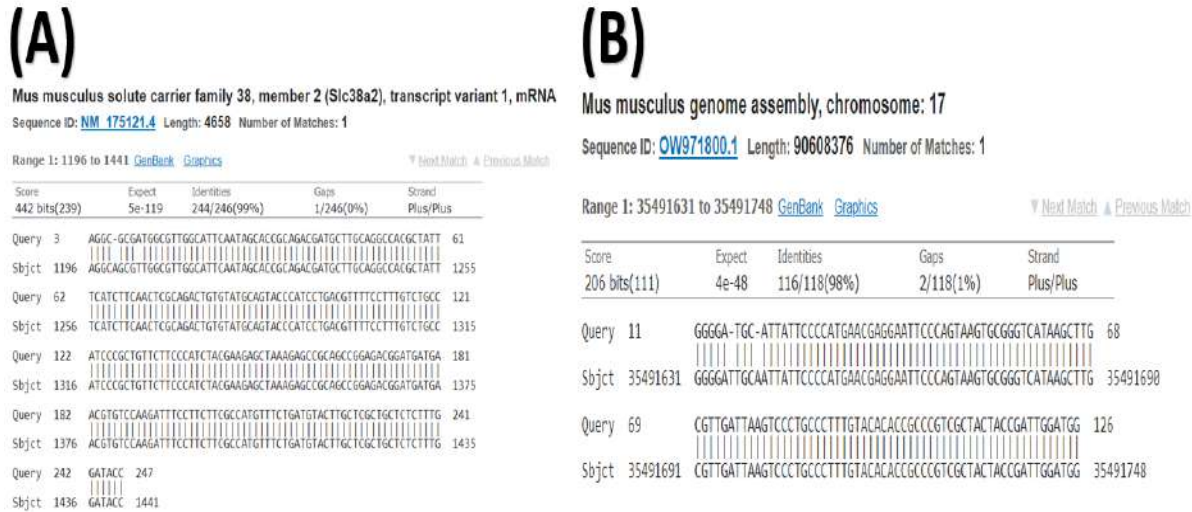 (A)
Mus musculus solute carrier family 38, member 2 (Slc38a2), transcript variant 1, mRNA
Sequence ID: NM_175121.4 Length: 4658 Number of Matches: 1
Range 1: 1196 to 1441 GenBank Graphics ▼ Next Match ▲ Previous Match
Score Expect Identities Gaps Strand
442 bits(239) 5e-119 244/246(99%) 1/246(0%) Plus/Plus
Query 3 AGGC-GCGATGGCGTTGGCATTCAATAGCACCGCAGACGATGCTTGCAGGCCACGCTATT 61
Sbjct 1196 AGGCAGCGTTGGCGTTGGCATTCAATAGCACCGCAGACGATGCTTGCAGGCCACGCTATT 1255
Query 62 TCATCTTCAACTCGCAGACTGTGTATGCAGTACCCATCCTGACGTTTTCCTTTGTCTGCC 121
Sbjct 1256 TCATCTTCAACTCGCAGACTGTGTATGCAGTACCCATCCTGACGTTTTCCTTTGTCTGCC 1315
Query 122 ATCCCGCTGTTCTTCCCATCTACGAAGAGCTAAAGAGCCGCAGCCGGAGACGGATGATGA 181
Sbjct 1316 ATCCCGCTGTTCTTCCCATCTACGAAGAGCTAAAGAGCCGCAGCCGGAGACGGATGATGA 1375
Query 182 ACGTGTCCAAGATTTCCTTCTTCGCCATGTTTCTGATGTACTTGCTCGCTGCTCTCTTTG 241
Sbjct 1376 ACGTGTCCAAGATTTCCTTCTTCGCCATGTTTCTGATGTACTTGCTCGCTGCTCTCTTTG 1435
Query 242 GATACC 247
Sbjct 1436 GATACC 1441
(B)
Mus musculus genome assembly, chromosome: 17
Sequence ID: OW971800.1 Length: 90608376 Number of Matches: 1
Range 1: 35491631 to 35491748 GenBank Graphics ▼ Next Match ▲ Previous Match
Score Expect Identities Gaps Strand
206 bits(111) 4e-48 116/118(98%) 2/118(1%) Plus/Plus
Query 11 GGGGA-TGC-ATTATTCCCCATGAACGAGGAATTCCCAGTAAGTGCGGGTCATAAGCTTG 68
Sbjct 35491631 GGGGATTGCAATTATTCCCCATGAACGAGGAATTCCCAGTAAGTGCGGGTCATAAGCTTG 35491690
Query 69 CGTTGATTAAGTCCCTGCCCTTTGTACACACCGCCCGTCGCTACTACCGATTGGATGG 126
Sbjct 35491691 CGTTGATTAAGTCCCTGCCCTTTGTACACACCGCCCGTCGCTACTACCGATTGGATGG 35491748